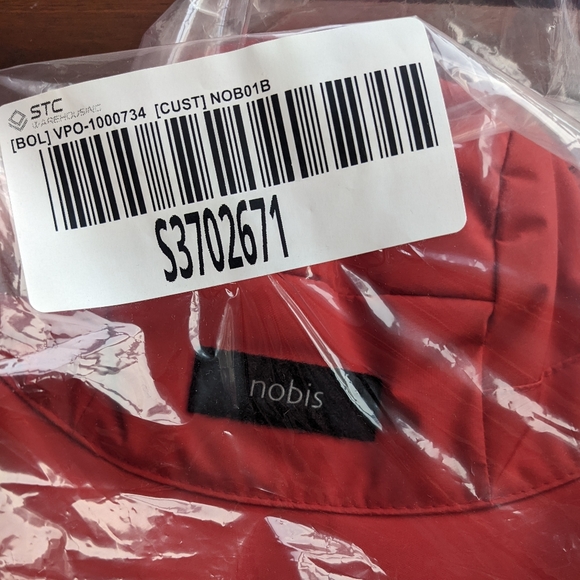 STC
WAREHOUSING
[BOL] VPO-1000734 [CUST] NOB01B
S3702671
nobis